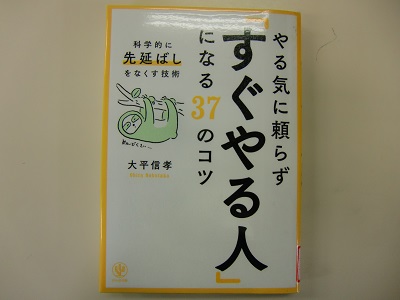 やる気に頼らず
「すぐやる人」
になる37のコツ
科学的に
先延ばし
をなくす技術
大平信孝